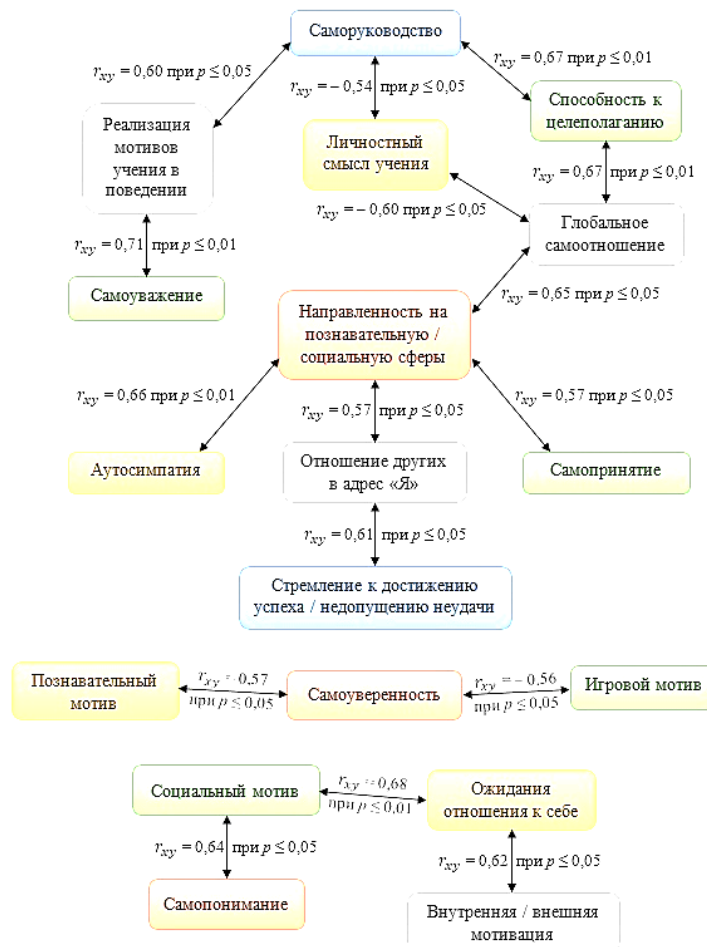 Саморуководство
r_xy = 0,60 при p ≤ 0,05
r_xy = – 0,54 при p ≤ 0,05
r_xy = 0,67 при p ≤ 0,01
Способность к
целеполаганию
Реализация
мотивов
учения в
поведении
Личностный
смысл учения
r_xy = 0,67 при p ≤ 0,01
r_xy = – 0,60 при p ≤ 0,05
Глобальное
самоотношение
r_xy = 0,71 при p ≤ 0,01
Самоуважение
r_xy = 0,65 при p ≤ 0,05
Направленность на
познавательную /
социальную сферы
r_xy = 0,66 при p ≤ 0,01
r_xy = 0,57 при p ≤ 0,05
r_xy = 0,57 при p ≤ 0,05
Аутосимпатия
Отношение других
в адрес «Я»
Самопринятие
r_xy = 0,61 при p ≤ 0,05
Стремление к достижению
успеха / недопущению неудачи
Познавательный
мотив
r_xy = 0,57
при p ≤ 0,05
Самоуверенность
r_xy = – 0,56
при p ≤ 0,05
Игровой мотив
Социальный мотив
r_xy = 0,68
при p ≤ 0,01
Ожидания
отношения к себе
r_xy = 0,64 при p ≤ 0,05
r_xy = 0,62 при p ≤ 0,05
Самопонимание
Внутренняя / внешняя
мотивация